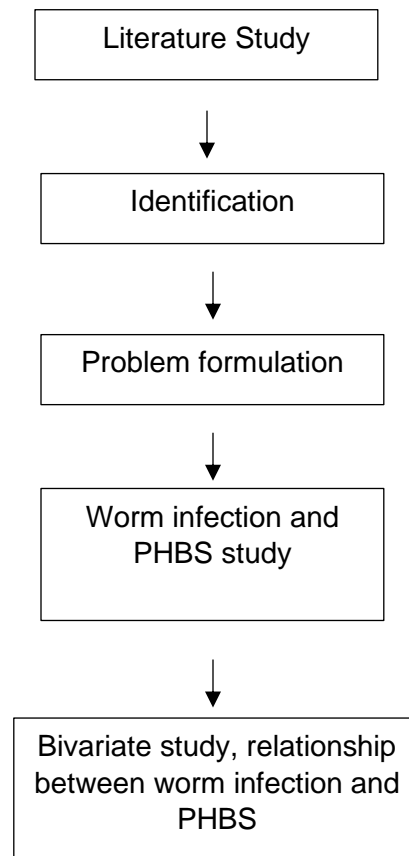 Literature Study
Identification
Problem formulation
Worm infection and
PHBS study
Bivariate study, relationship
between worm infection and
PHBS